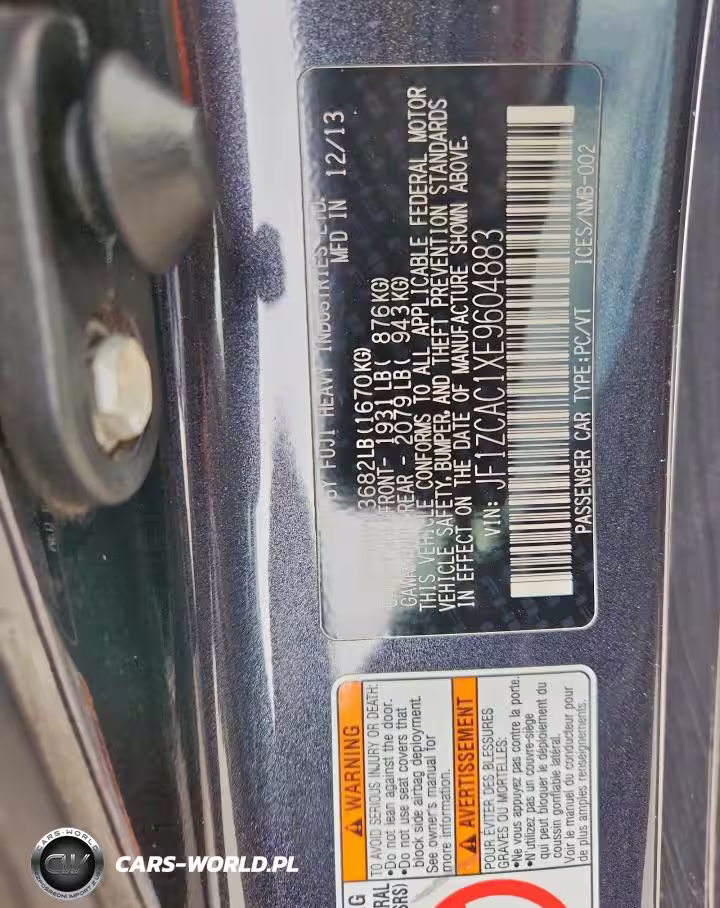 BY FUJI HEAVY INDUSTRIES LTD.
MFD IN 12/13
3682LB(1670KG)
FRONT- 1931LB( 876KG)
REAR - 2079LB( 943KG)
THIS VEHICLE CONFORMS TO ALL APPLICABLE FEDERAL MOTOR
VEHICLE SAFETY, BUMPER, AND THEFT PREVENTION STANDARDS
IN EFFECT ON THE DATE OF MANUFACTURE SHOWN ABOVE.
VIN: JF1ZCAC1XE9604883
PASSENGER CAR TYPE:PC/VT ICES/NMB-002
WARNING
TO AVOID SERIOUS INJURY OR DEATH:
•Do not lean against the door.
•Do not use seat covers that
block side airbag deployment.
See owner's manual for
more information.
AVERTISSEMENT
POUR ÉVITER DES BLESSURES
GRAVES OU MORTELLES:
•Ne vous appuyez pas contre la porte.
•N'utilisez pas un couvre-siège
qui peut bloquer le déploiement du
coussin gonflable latéral.
Voir le manuel du conducteur pour
de plus amples renseignements.
CARS-WORLD
CW
CARS-WORLD.PL